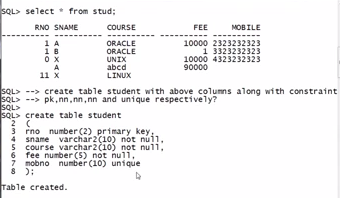 SQL> select * from stud;
RNO SNAME COURSE FEE MOBILE
---------- ---------- ---------- ---------- ----------
1 A ORACLE 10000 2323232323
1 B ORACLE 1 3323232323
0 X UNIX 10000 4323232323
A abcd 90000
11 X LINUX
SQL> --> create table student with above columns along with constraint
SQL> --> pk,nn,nn,nn and unique respectively?
SQL>
SQL> create table student
2 (
3 rno number(2) primary key,
4 sname varchar2(10) not null,
5 course varchar2(10) not null,
6 fee number(5) not null,
7 mobno number(10) unique
8 );
Table created.